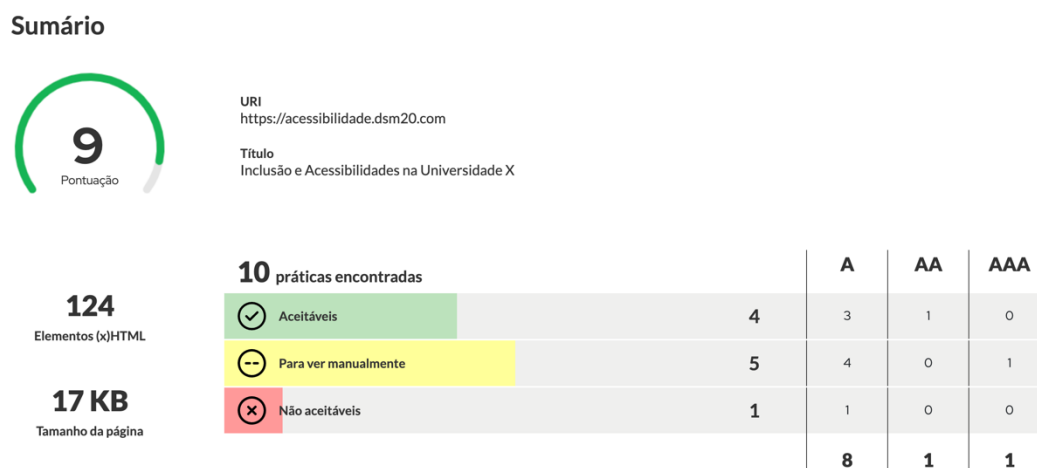 Sumário
9
Pontuação
URI
https://acessibilidade.dsm20.com
Título
Inclusão e Acessibilidades na Universidade X
124
Elementos (x)HTML
17 KB
Tamanho da página
10 práticas encontradas A AA AAA
Aceitáveis 4 3 1 0
Para ver manualmente 5 4 0 1
Não aceitáveis 1 1 0 0
8 1 1